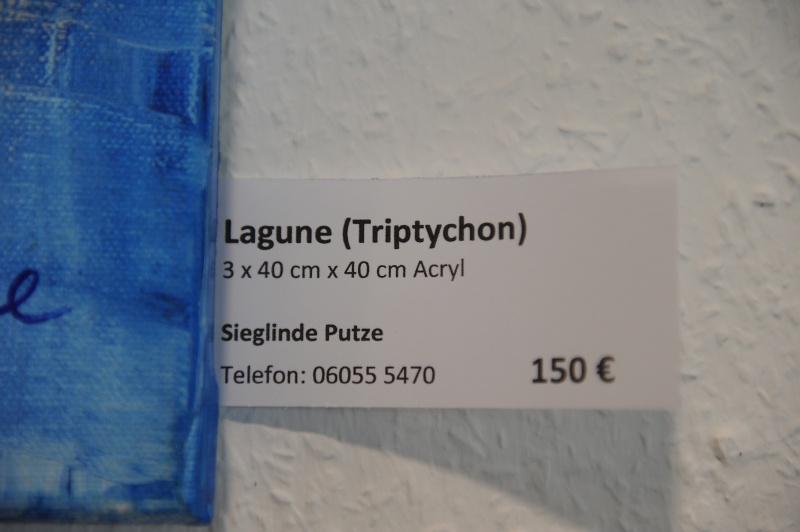 Lagune (Triptychon)
3 x 40 cm x 40 cm Acryl
Sieglinde Putze
Telefon: 06055 5470
150 €